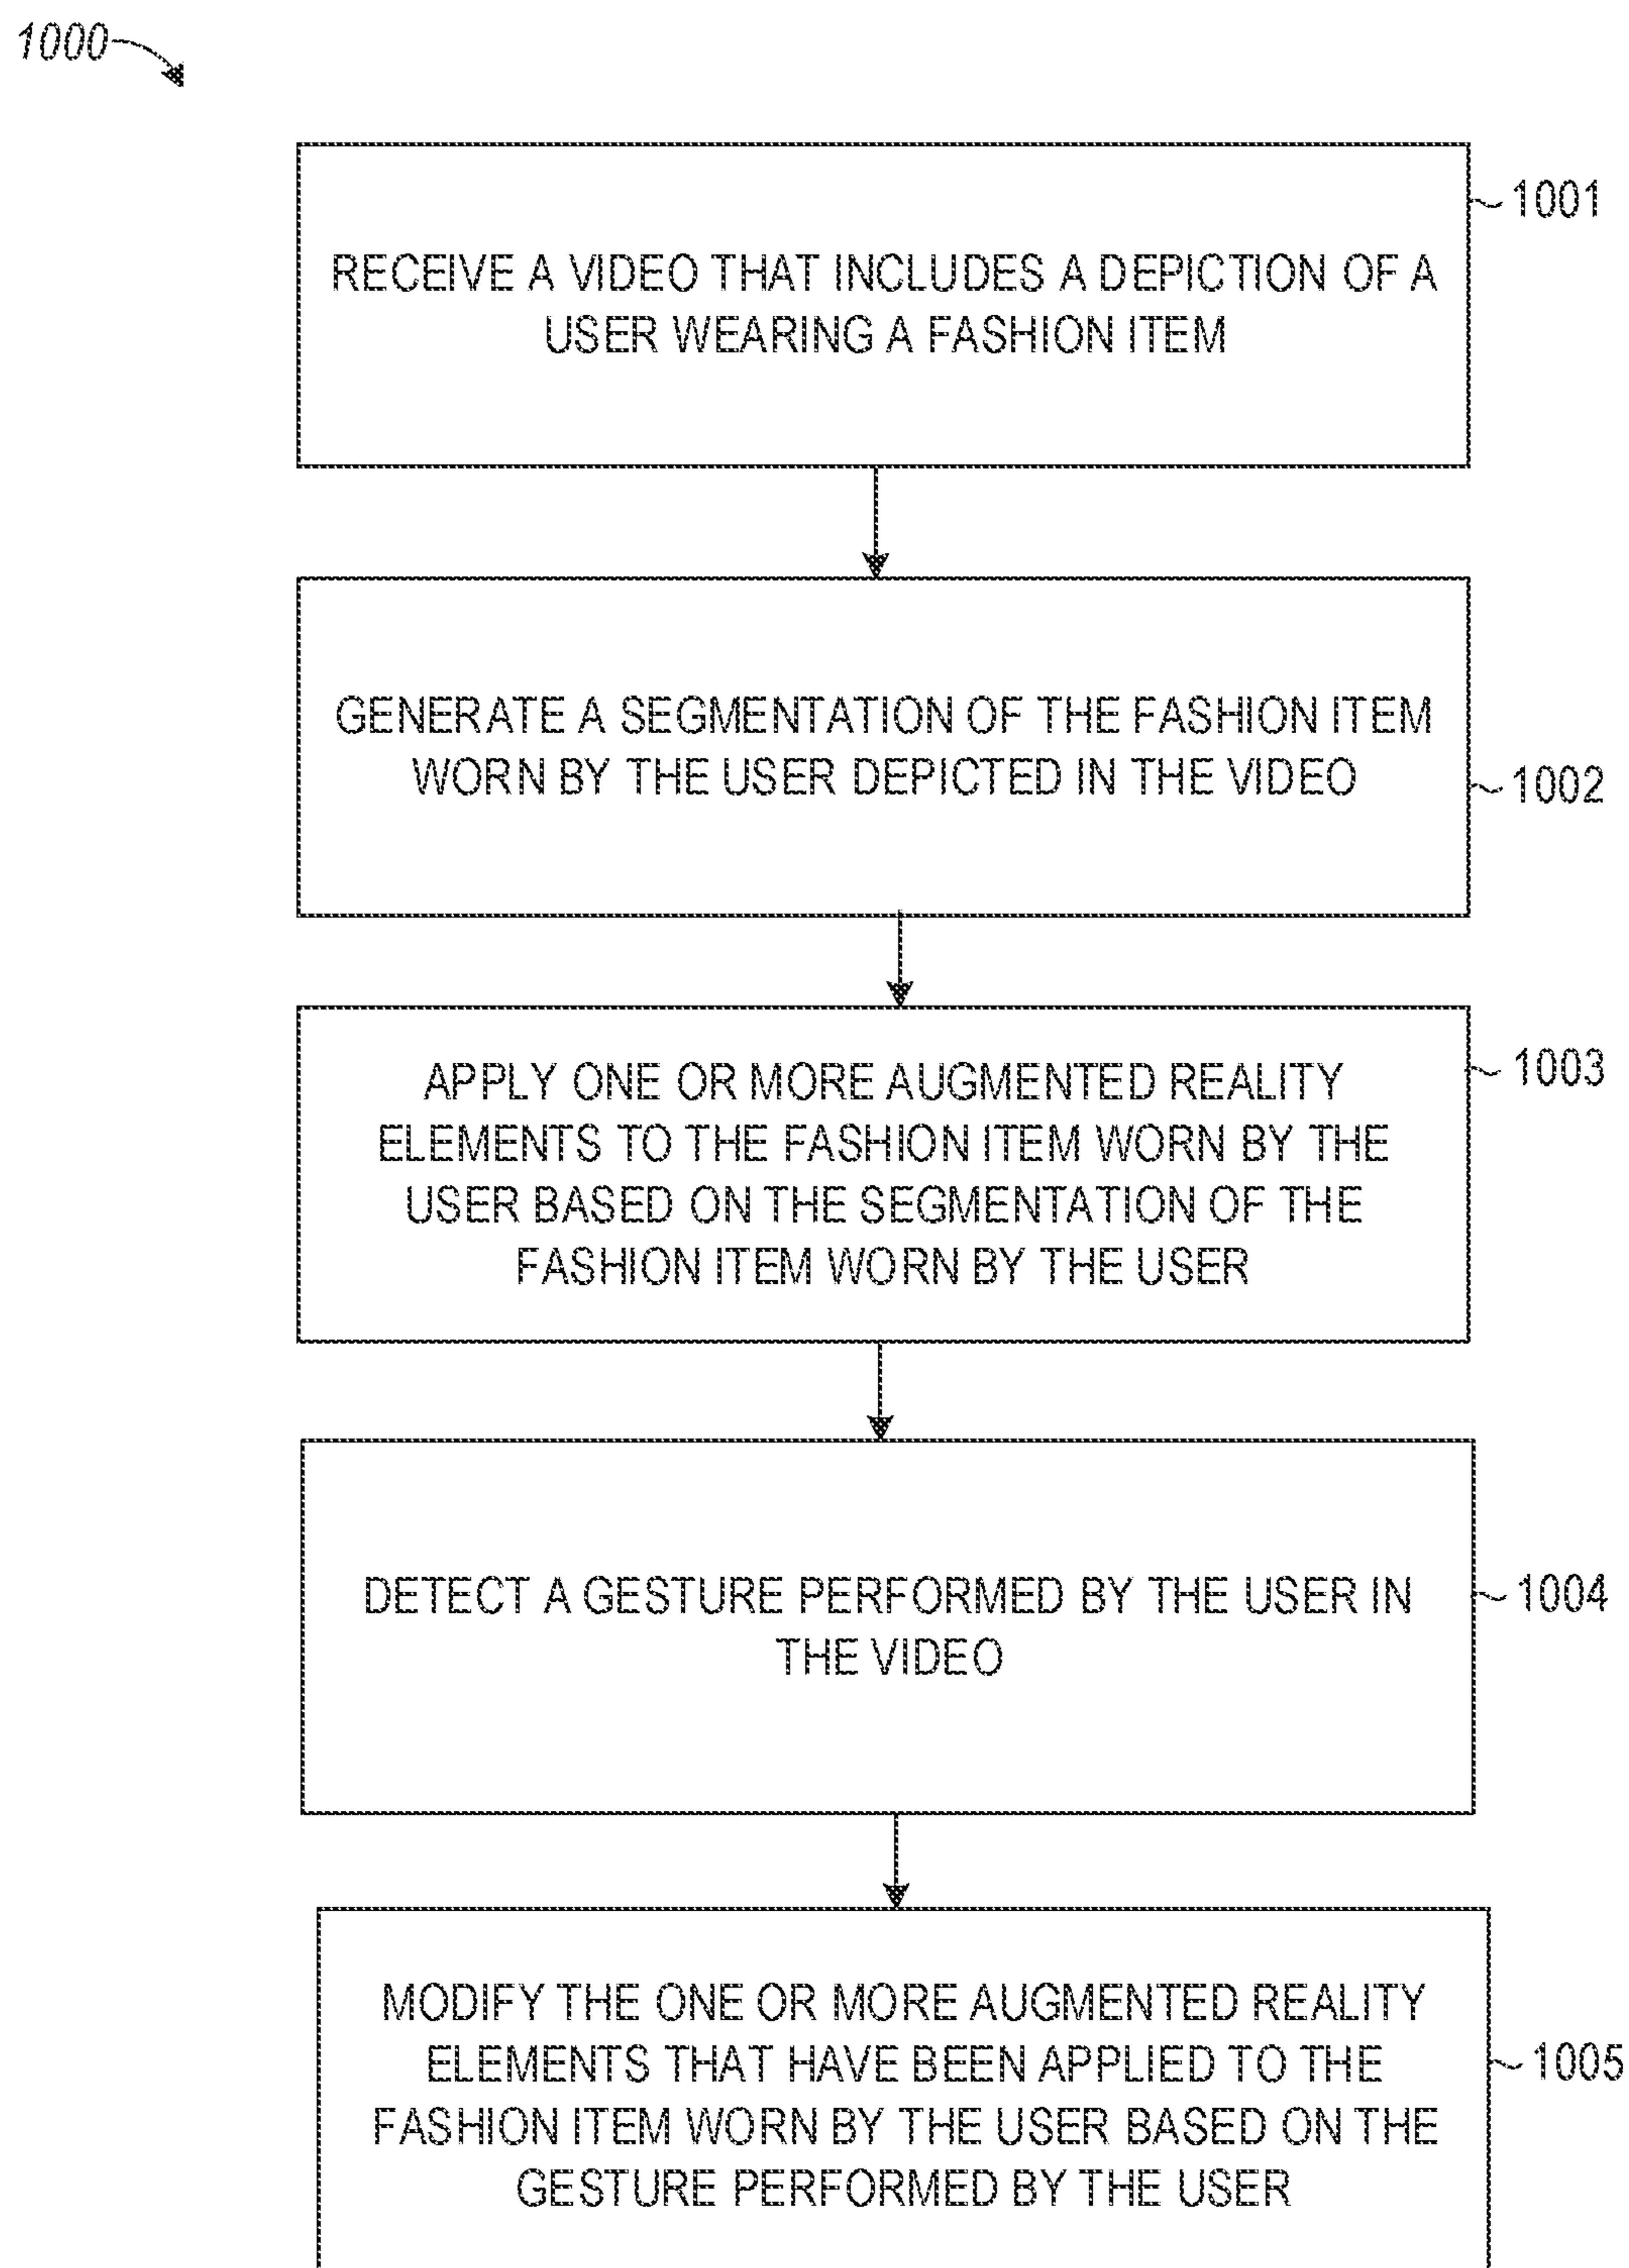 1000
RECEIVE A VIDEO THAT INCLUDES A DEPICTION OF A
USER WEARING A FASHION ITEM
1001
GENERATE A SEGMENTATION OF THE FASHION ITEM
WORN BY THE USER DEPICTED IN THE VIDEO
1002
APPLY ONE OR MORE AUGMENTED REALITY
ELEMENTS TO THE FASHION ITEM WORN BY THE
USER BASED ON THE SEGMENTATION OF THE
FASHION ITEM WORN BY THE USER
1003
DETECT A GESTURE PERFORMED BY THE USER IN
THE VIDEO
1004
MODIFY THE ONE OR MORE AUGMENTED REALITY
ELEMENTS THAT HAVE BEEN APPLIED TO THE
FASHION ITEM WORN BY THE USER BASED ON THE
GESTURE PERFORMED BY THE USER
1005